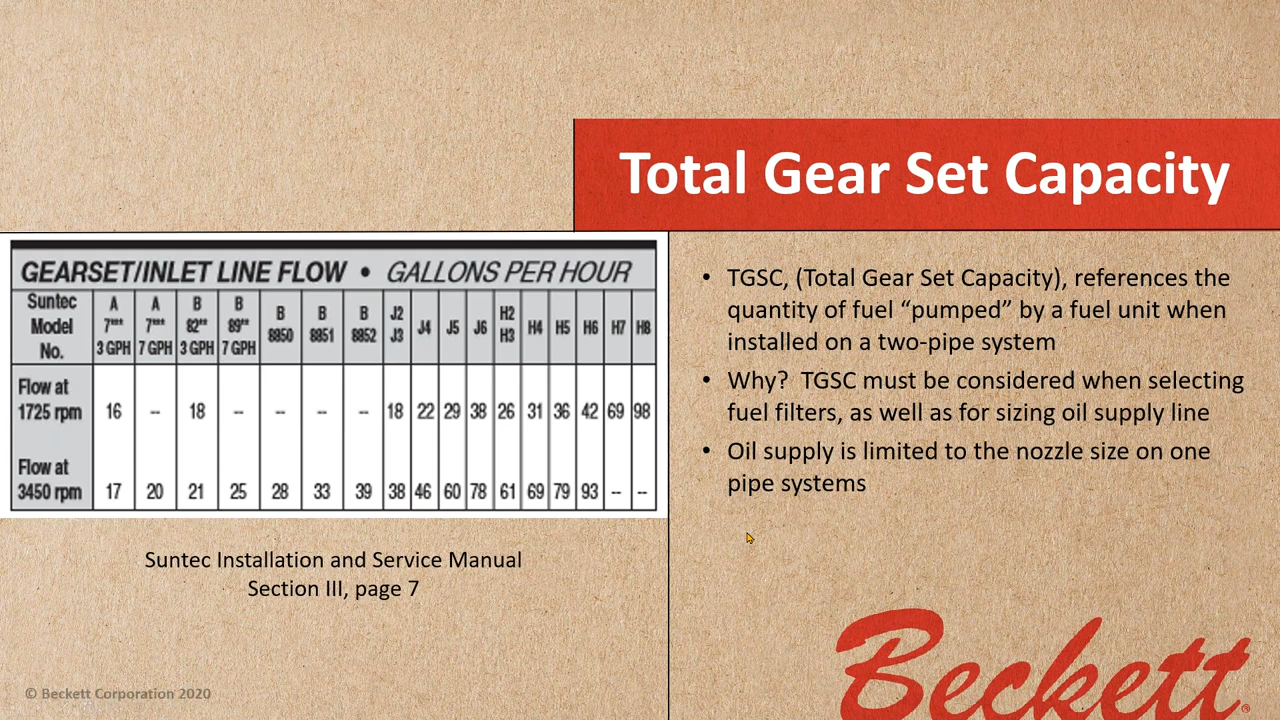 Total Gear Set Capacity
GEARSET/INLET LINE FLOW • GALLONS PER HOUR
Suntec Model No. A 7*** 3 GPH A 7*** 7 GPH B 82** 3 GPH B 89** 7 GPH B 8850 B 8851 B 8852 J2 J3 J4 J5 J6 H2 H3 H4 H5 H6 H7 H8
Flow at 1725 rpm 16 -- 18 -- -- -- -- 18 22 29 38 26 31 36 42 69 98
Flow at 3450 rpm 17 20 21 25 28 33 39 38 46 60 78 61 69 79 93 -- --
Suntec Installation and Service Manual
Section III, page 7
• TGSC, (Total Gear Set Capacity), references the
quantity of fuel “pumped” by a fuel unit when
installed on a two-pipe system
• Why? TGSC must be considered when selecting
fuel filters, as well as for sizing oil supply line
• Oil supply is limited to the nozzle size on one
pipe systems
© Beckett Corporation 2020
Beckett®